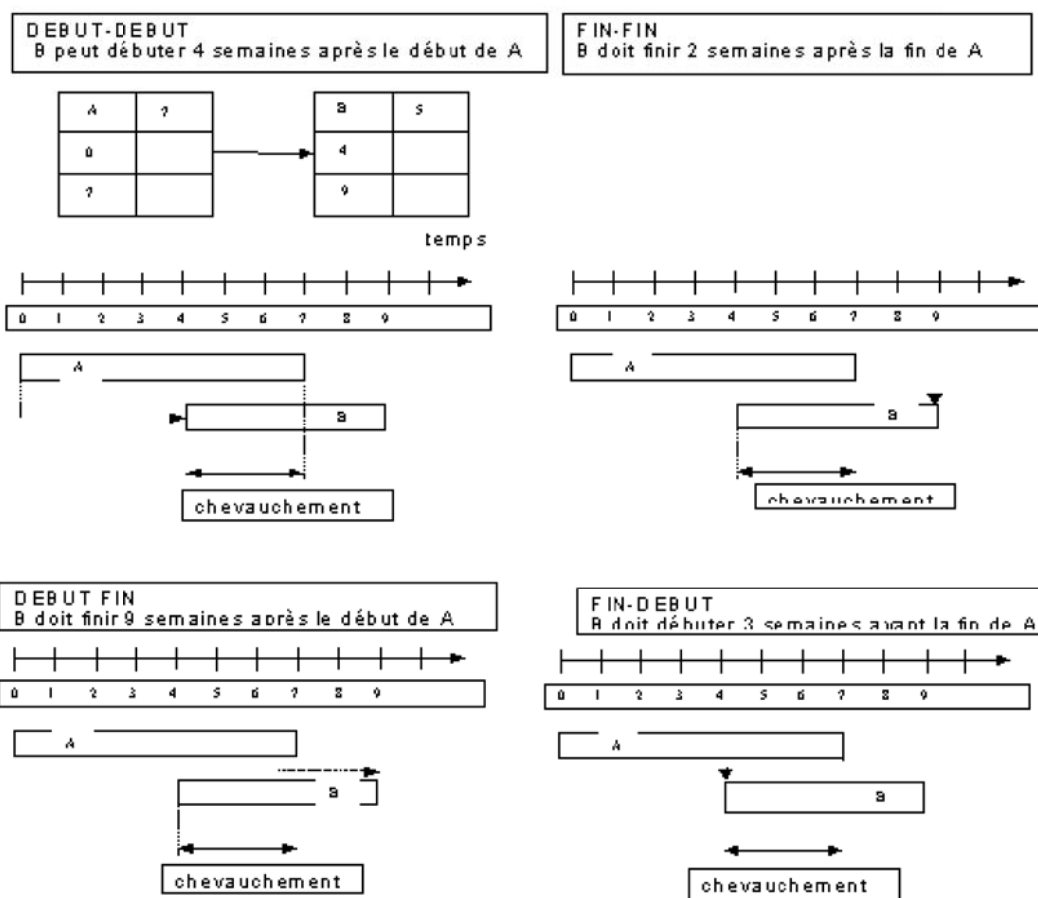 DEBUT-DEBUT
B peut débuter 4 semaines après le début de A
FIN-FIN
B doit finir 2 semaines après la fin de A
A 7
0
7
B 5
4
9
temps
0 1 2 3 4 5 6 7 8 9
A
B
chevauchement
0 1 2 3 4 5 6 7 8 9
A
B
chevauchement
DEBUT FIN
B doit finir 9 semaines après le début de A
0 1 2 3 4 5 6 7 8 9
A
B
chevauchement
FIN-DEBUT
B doit débuter 3 semaines avant la fin de A
0 1 2 3 4 5 6 7 8 9
A
B
chevauchement